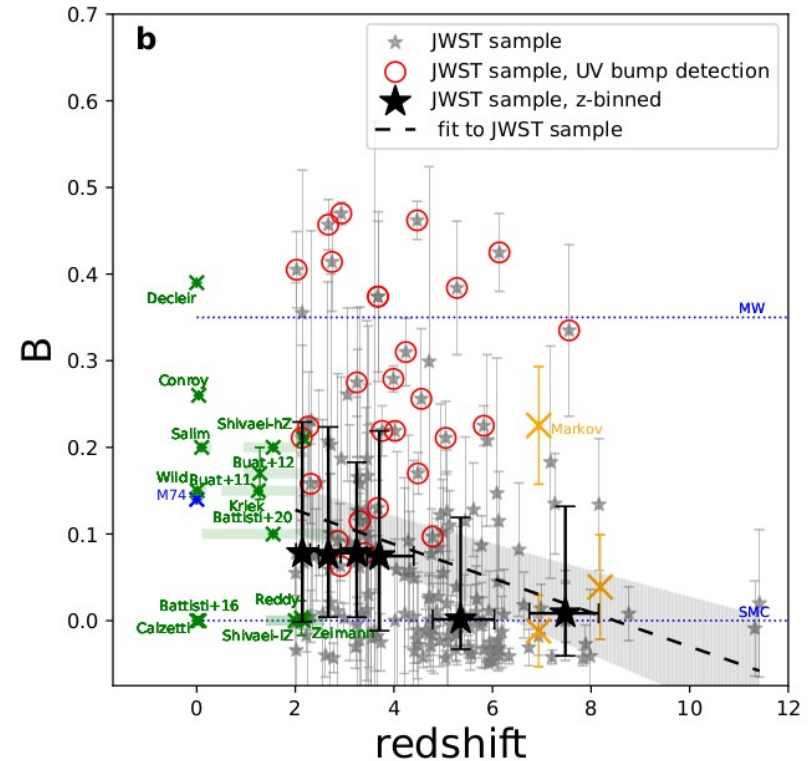 b
JWST sample
JWST sample, UV bump detection
JWST sample, z-binned
fit to JWST sample
0.7
0.6
0.5
0.4
0.3
0.2
0.1
0.0
B
Decleir
MW
Conroy
Shivaei-hZ
Salim
Markov
Buat+12
Wild
Buat+11
M74
Kriek
Battisti+20
Reddy
Battisti+16
SMC
Calzetti
Shivaei-lZ
Zeimann
0 2 4 6 8 10 12
redshift